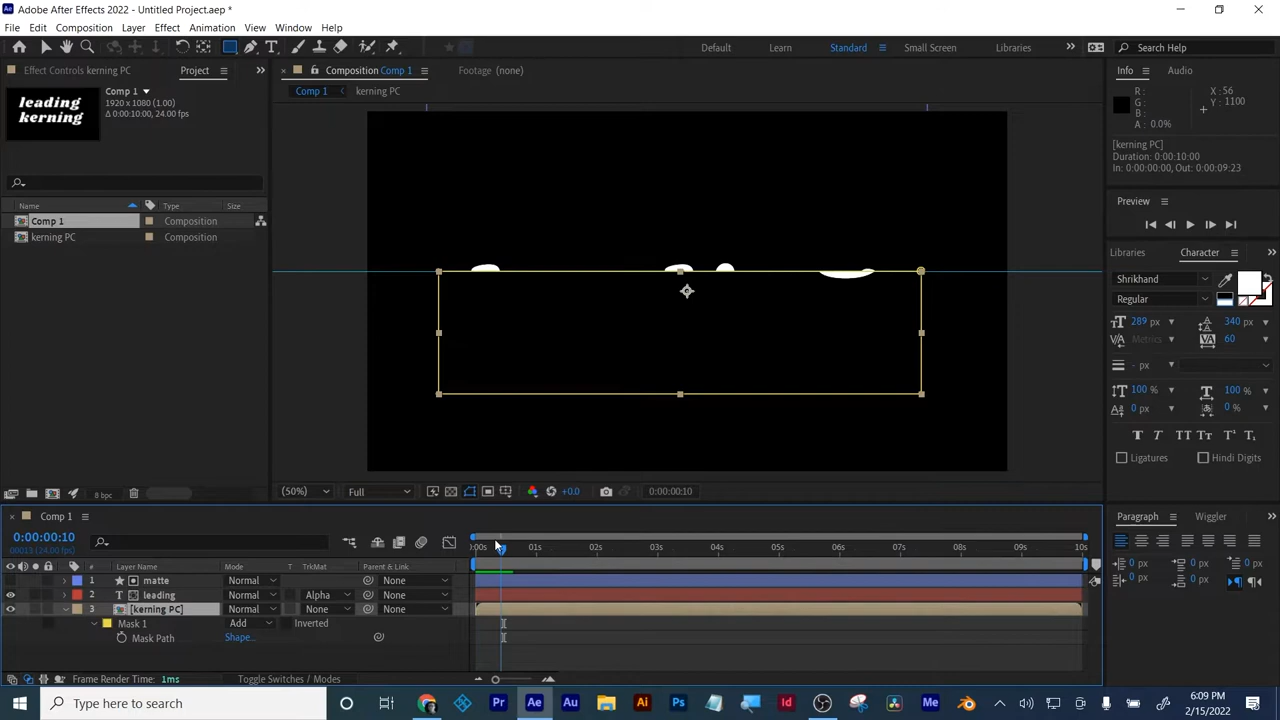 Adobe After Effects 2022 - Untitled Project.aep *
File Edit Composition Layer Effect Animation View Window Help
Default Learn Standard Small Screen Libraries Search Help
Effect Controls kerning PC Project
Composition Comp 1 Footage (none)
Info Audio
Comp 1 kerning PC
leading
kerning
Comp 1
1920 x 1080 (1.00)
Δ 0:00:10:00, 24.00 fps
R :
G :
B :
A : 0.0%
X : 56
Y : 1100
[kerning PC]
Duration: 0:00:10:00
In: 0:00:00:00, Out: 0:00:09:23
Preview
Name Type Size
Comp 1 Composition
kerning PC Composition
Libraries Character
Shrikhand
Regular
289 px 340 px
Metrics 60
- px
100 % 100 %
0 px 0 %
Ligatures Hindi Digits
8 bpc
(50%) Full +0.0 0:00:00:10
Comp 1
0:00:00:10
00013 (24.00 fps)
:00s 01s 02s 03s 04s 05s 06s 07s 08s 09s 10s
# Layer Name Mode T TrkMat Parent & Link
1 matte Normal None
2 leading Normal Alpha None
3 [kerning PC] Normal None None
Mask 1 Add Inverted
Mask Path Shape...
Frame Render Time 1ms Toggle Switches / Modes
Paragraph Wiggler
0 px 0 px 0 px
0 px 0 px
Type here to search
6:09 PM
2/15/2022